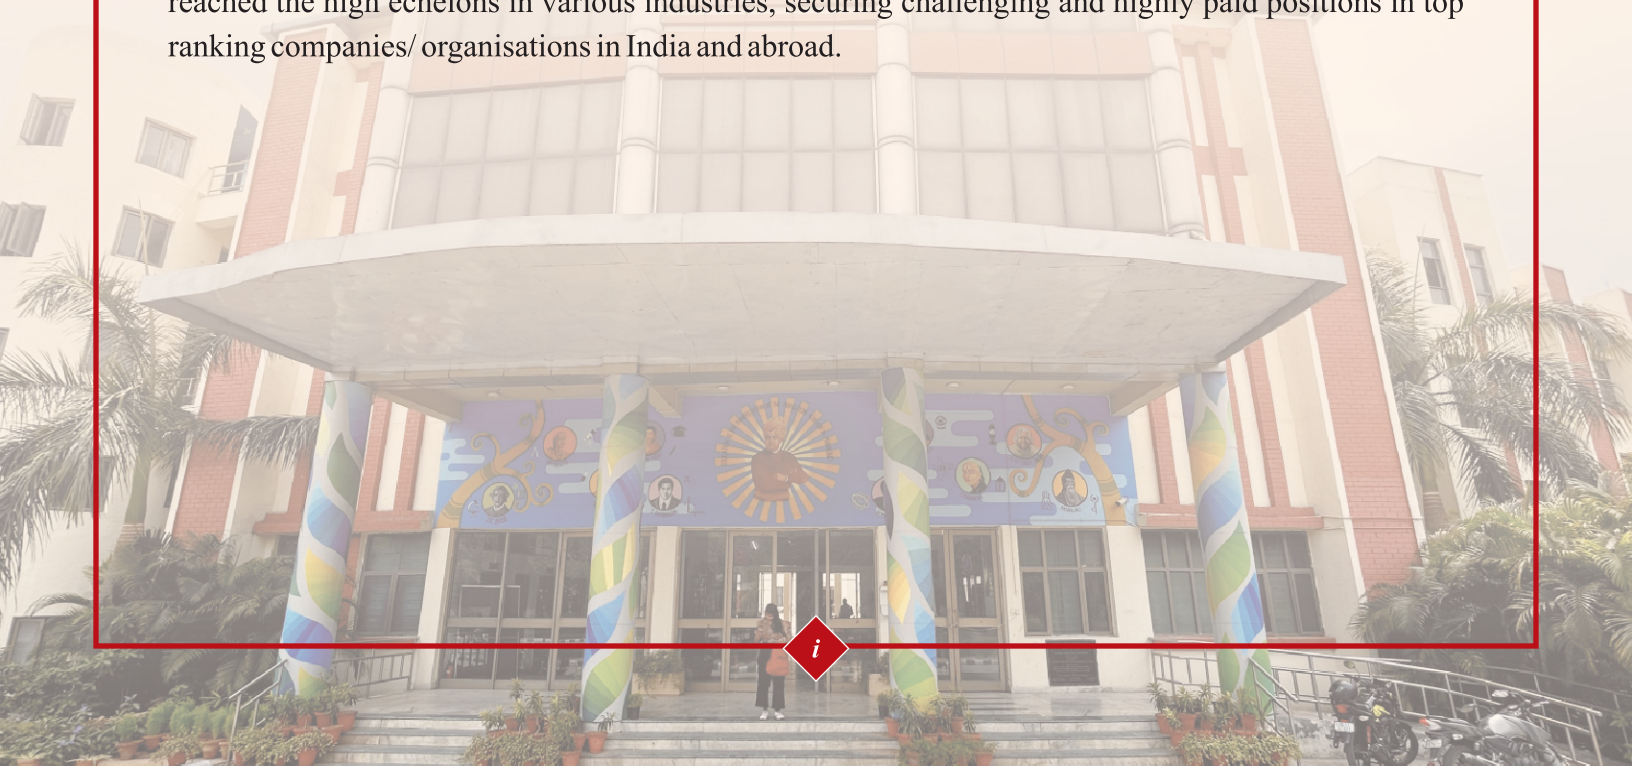 reached the high echelons in various industries, securing challenging and highly paid positions in top
ranking companies/ organisations in India and abroad.
i